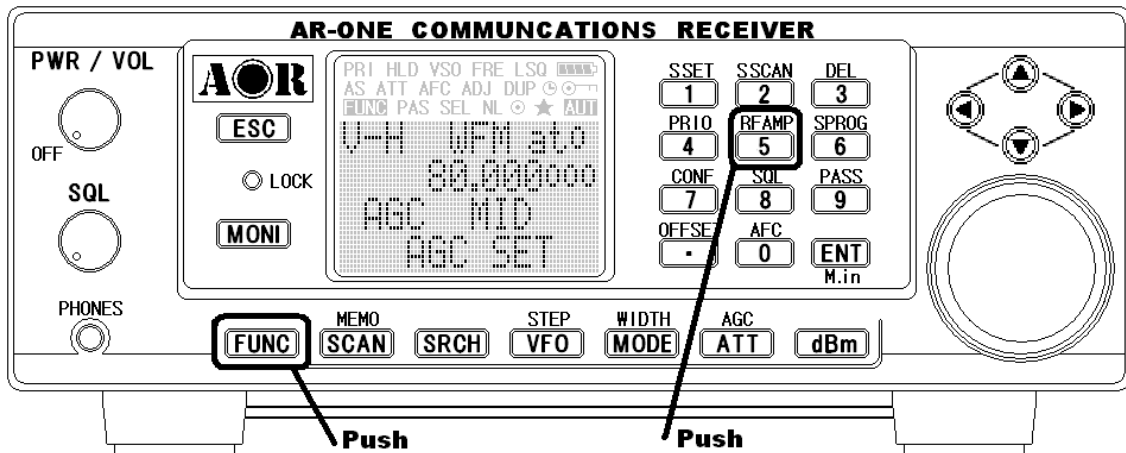 AR-ONE COMMUNCATIONS RECEIVER
PWR / VOL
OFF
SQL
PHONES
AOR
ESC
LOCK
MONI
PRI HLD VSO FRE LSQ
AS ATT AFC ADJ DUP
FUNC PAS SEL NL AUT
V-H WFM ato
80.000000
AGC MID
AGC SET
SSET SSCAN DEL
1 2 3
PRIO RFAMP SPROG
4 5 6
CONF SQL PASS
7 8 9
OFFSET AFC
. 0 ENT
M.in
MEMO STEP WIDTH AGC
FUNC SCAN SRCH VFO MODE ATT dBm
Push Push